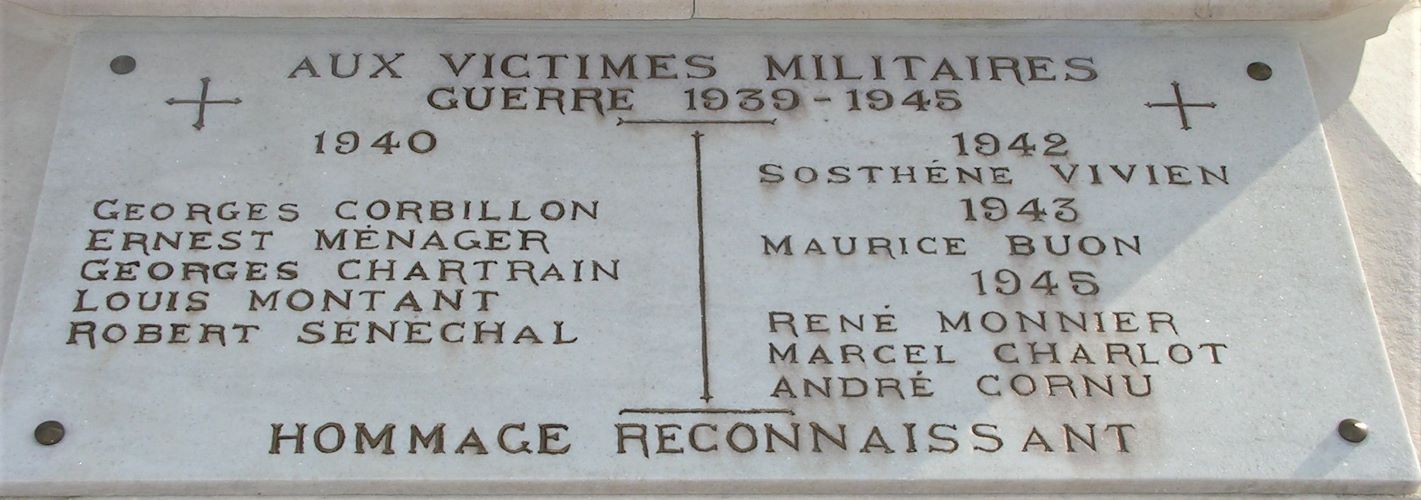 AUX VICTIMES MILITAIRES
GUERRE 1939-1945
1940
GEORGES CORBILLON
ERNEST MÉNAGER
GEORGES CHARTRAIN
LOUIS MONTANT
ROBERT SENECHAL
1942
SOSTHÉNE VIVIEN
1943
MAURICE BUON
1945
RENÉ MONNIER
MARCEL CHARLOT
ANDRÉ CORNU
HOMMAGE RECONNAISSANT